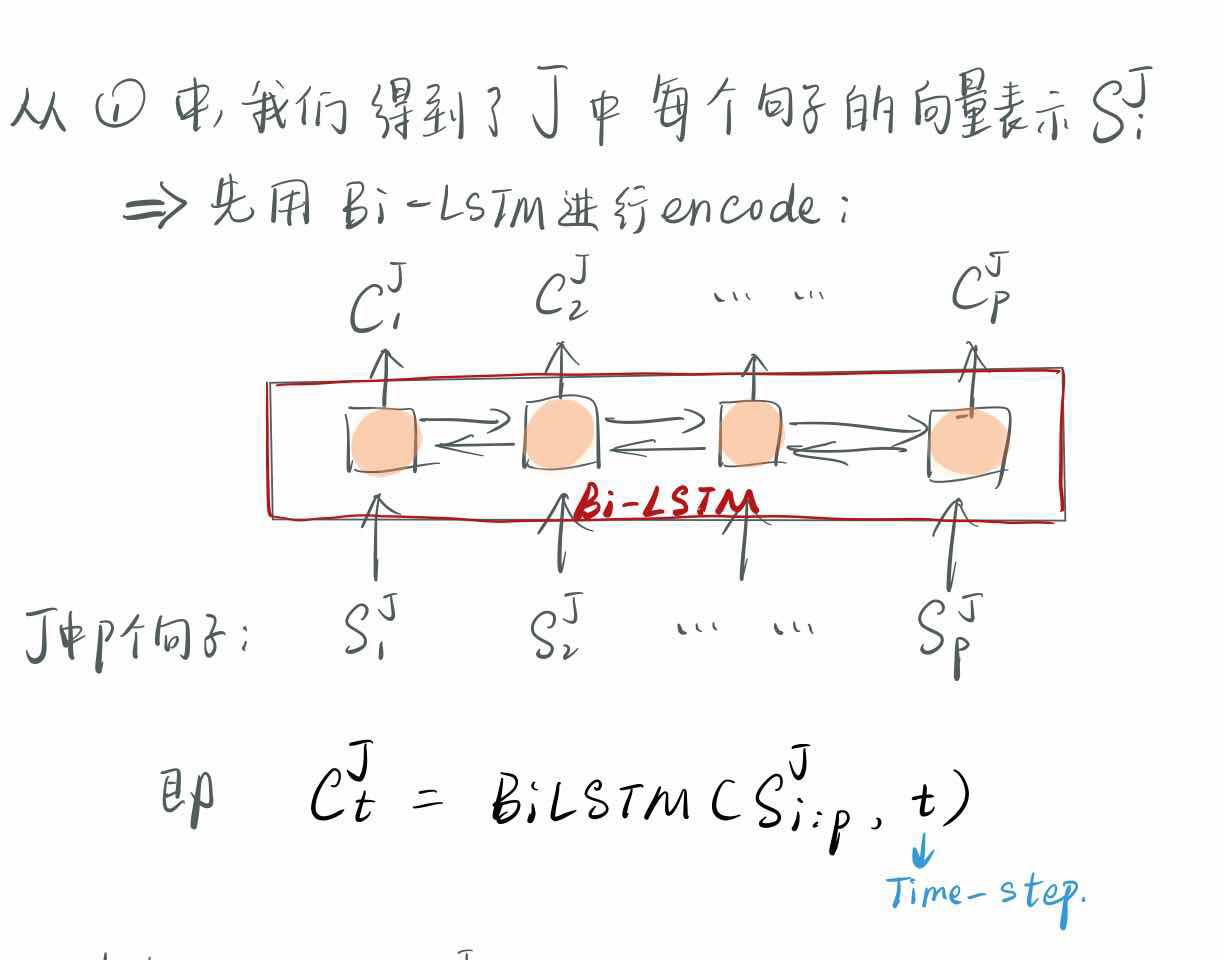 从 ① 中,我们得到了 J 中 每个句子的向量表示 S_i^J
⇒ 先用 Bi-LSTM 进行 encode:
C_1^J C_2^J ... ... C_p^J
Bi-LSTM
J中p个句子: S_1^J S_2^J ... ... S_p^J
即 C_t^J = BiLSTM(S_{i:p}^J, t)
Time-step.